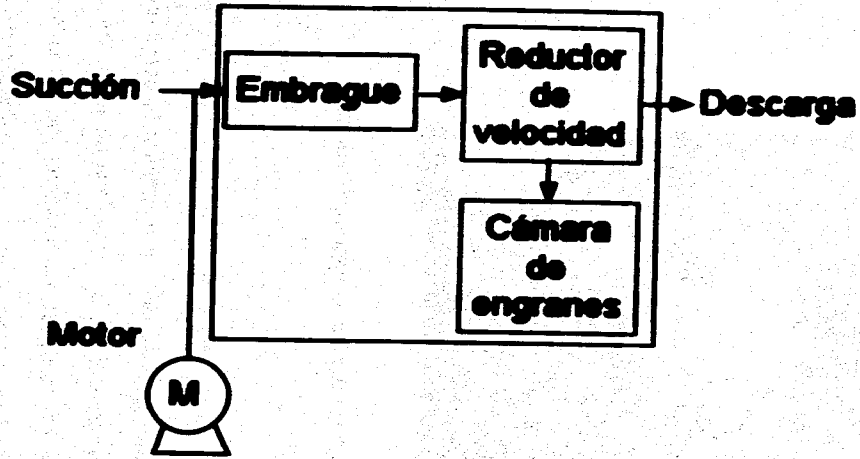 Succión
Embrague
Reductor
de
velocidad
Descarga
Cámara
de
engranes
Motor
M